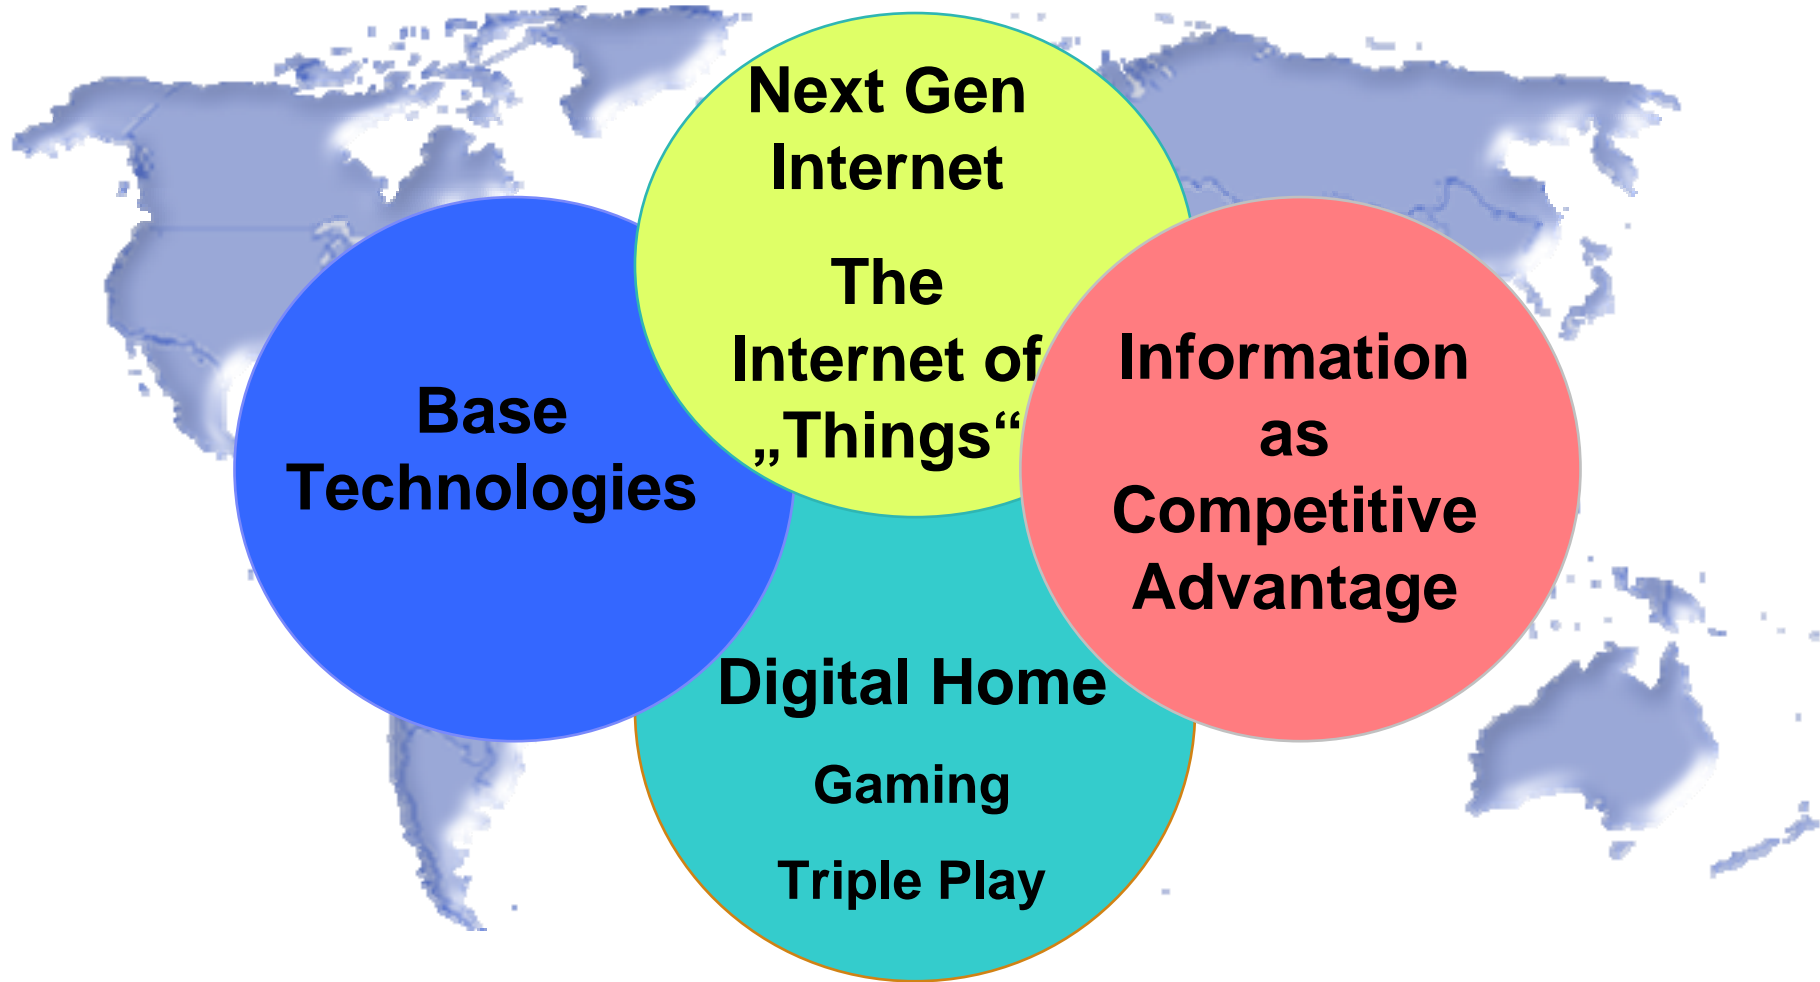 Next Gen
Internet
The
Internet of
„Things“
Base
Technologies
Information
as
Competitive
Advantage
Digital Home
Gaming
Triple Play